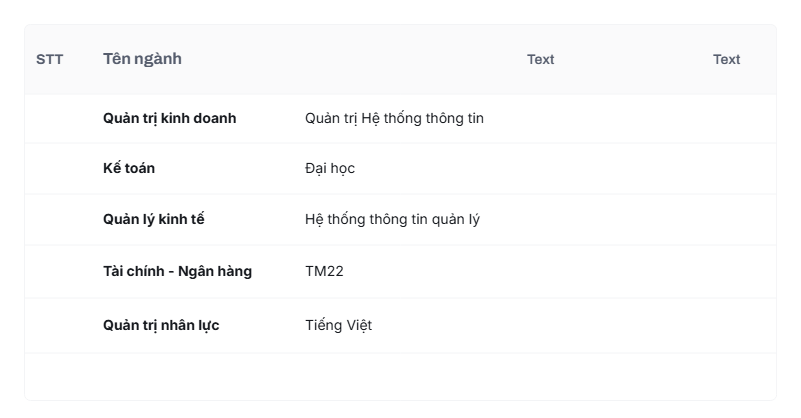 STT Tên ngành Text Text
Quản trị kinh doanh Quản trị Hệ thống thông tin
Kế toán Đại học
Quản lý kinh tế Hệ thống thông tin quản lý
Tài chính - Ngân hàng TM22
Quản trị nhân lực Tiếng Việt